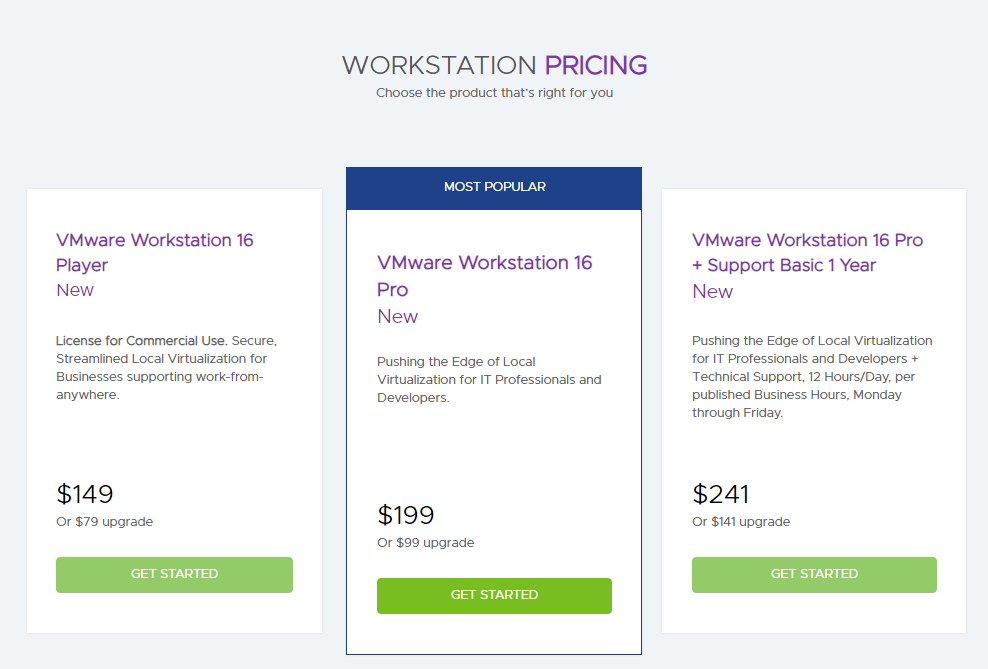 WORKSTATION PRICING
Choose the product that's right for you
VMware Workstation 16
Player
New
License for Commercial Use. Secure,
Streamlined Local Virtualization for
Businesses supporting work-from-
anywhere.
$149
Or $79 upgrade
GET STARTED
MOST POPULAR
VMware Workstation 16
Pro
New
Pushing the Edge of Local
Virtualization for IT Professionals and
Developers.
$199
Or $99 upgrade
GET STARTED
VMware Workstation 16 Pro
+ Support Basic 1 Year
New
Pushing the Edge of Local Virtualization
for IT Professionals and Developers +
Technical Support, 12 Hours/Day, per
published Business Hours, Monday
through Friday.
$241
Or $141 upgrade
GET STARTED